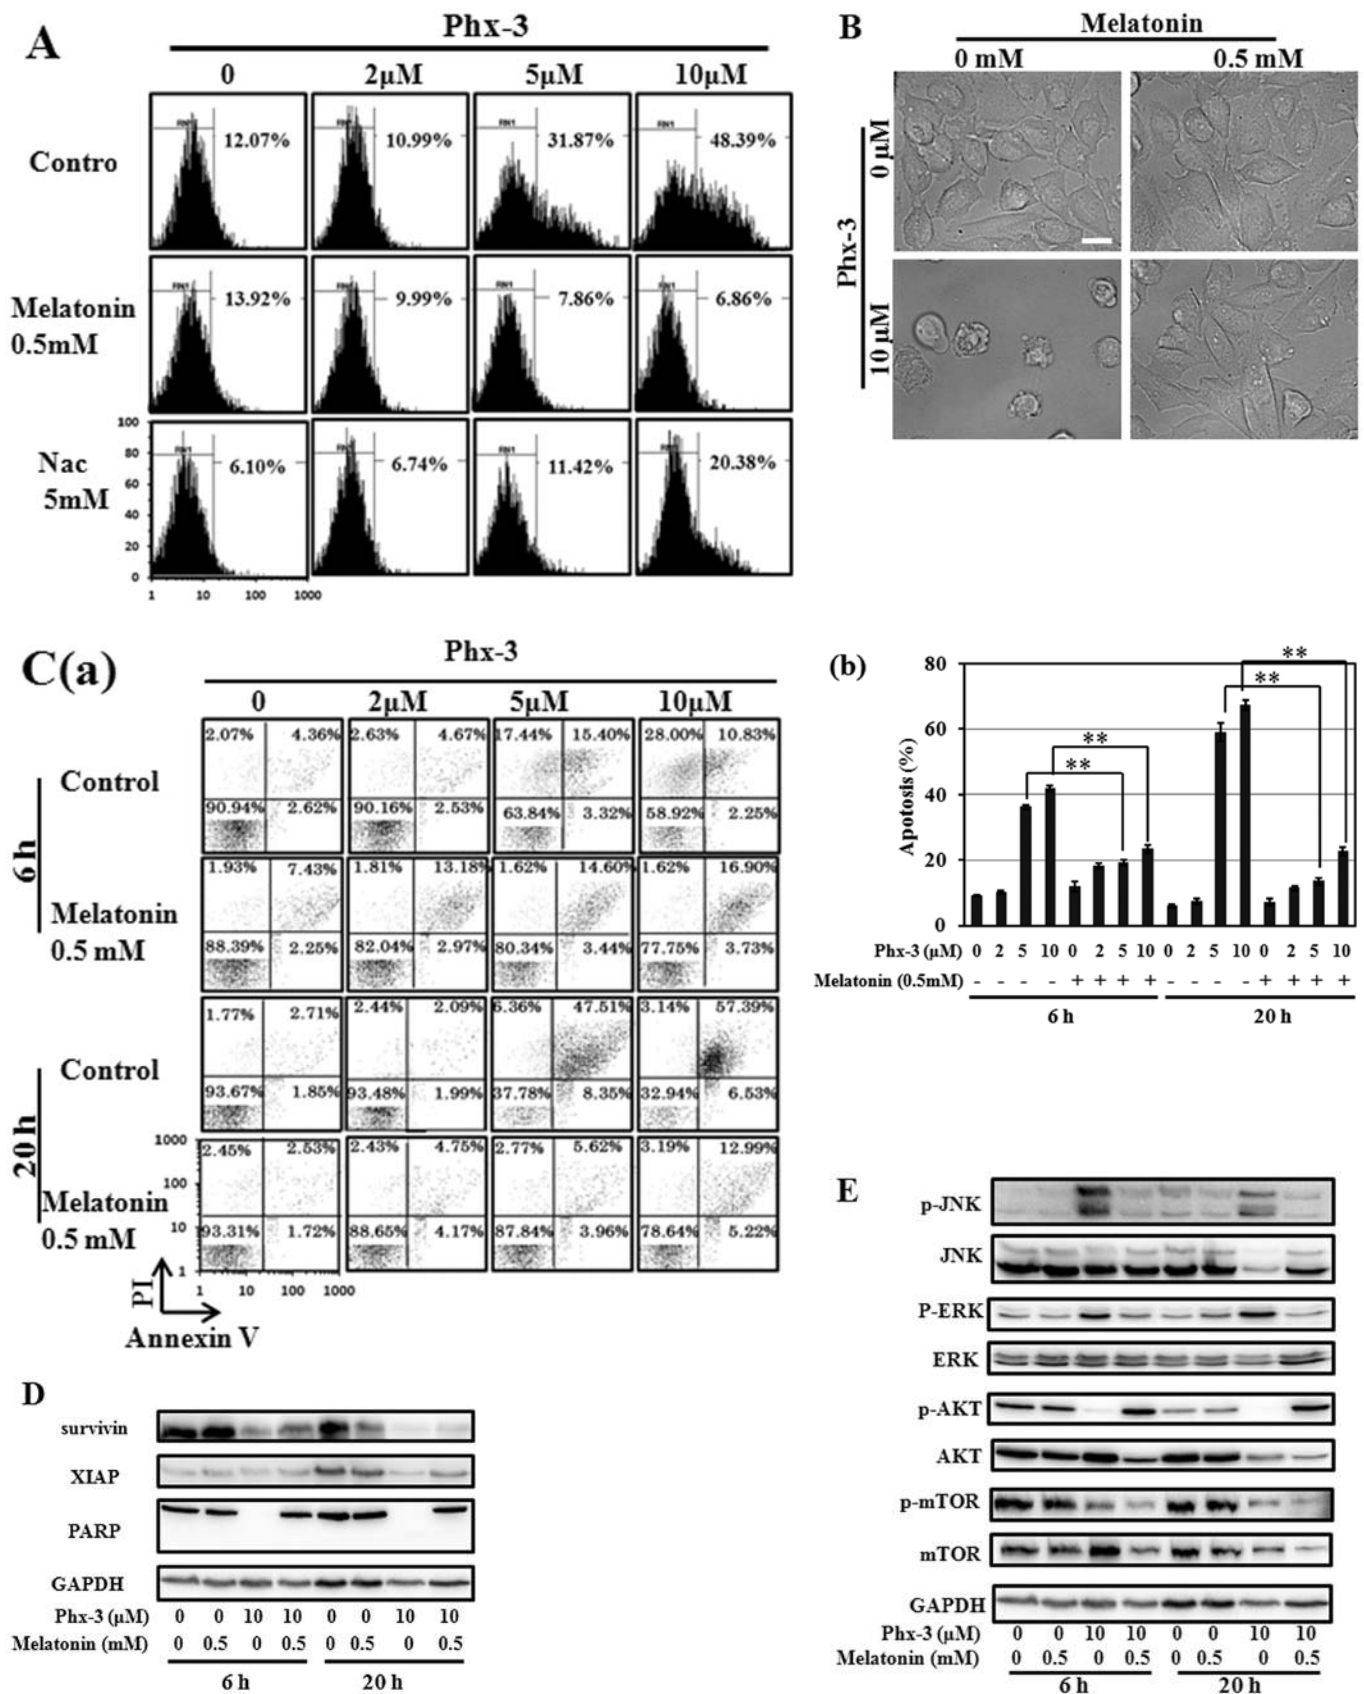 A
Phx-3
0 2μM 5μM 10μM
Contro
12.07% 10.99% 31.87% 48.39%
Melatonin
0.5mM
13.92% 9.99% 7.86% 6.86%
Nac
5mM
6.10% 6.74% 11.42% 20.38%
100
80
60
40
20
0
1 10 100 1000
B
Melatonin
0 mM 0.5 mM
Phx-3
0 μM
10 μM
C(a)
Phx-3
0 2μM 5μM 10μM
6 h
Control
2.07% 4.36% 2.63% 4.67% 17.44% 15.40% 28.00% 10.83%
90.94% 2.62% 90.16% 2.53% 63.84% 3.32% 58.92% 2.25%
Melatonin
0.5 mM
1.93% 7.43% 1.81% 13.18% 1.62% 14.60% 1.62% 16.90%
88.39% 2.25% 82.04% 2.97% 80.34% 3.44% 77.75% 3.73%
20 h
Control
1.77% 2.71% 2.44% 2.09% 6.36% 47.51% 3.14% 57.39%
93.67% 1.85% 93.48% 1.99% 37.78% 8.35% 32.94% 6.53%
Melatonin
0.5 mM
2.45% 2.53% 2.43% 4.75% 2.77% 5.62% 3.19% 12.99%
93.31% 1.72% 88.65% 4.17% 87.84% 3.96% 78.64% 5.22%
1000
100
10
1
1 10 100 1000
PI
Annexin V
(b)
Apotosis (%)
80
60
40
20
0
** ** ** **
Phx-3 (μM) 0 2 5 10 0 2 5 10 0 2 5 10 0 2 5 10
Melatonin (0.5mM) - - - - + + + + - - - - + + + +
6 h 20 h
D
survivin
XIAP
PARP
GAPDH
Phx-3 (μM) 0 0 10 10 0 0 10 10
Melatonin (mM) 0 0.5 0 0.5 0 0.5 0 0.5
6 h 20 h
E
p-JNK
JNK
P-ERK
ERK
p-AKT
AKT
p-mTOR
mTOR
GAPDH
Phx-3 (μM) 0 0 10 10 0 0 10 10
Melatonin (mM) 0 0.5 0 0.5 0 0.5 0 0.5
6 h 20 h